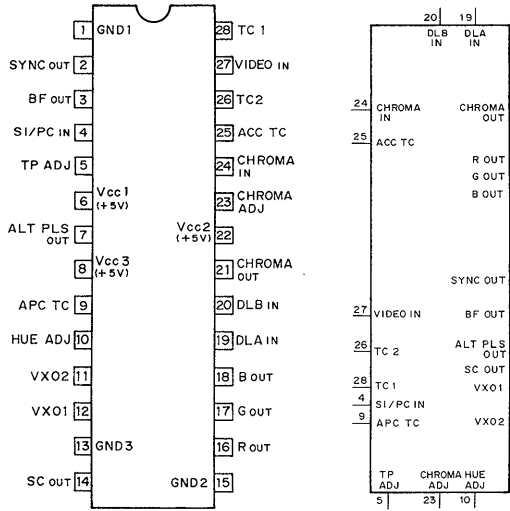 1 GND1
28 TC 1
SYNC OUT 2
27 VIDEO IN
BF OUT 3
26 TC2
SI/PC IN 4
25 ACC TC
TP ADJ 5
24 CHROMA
IN
6 Vcc1
(+5V)
23 CHROMA
ADJ
ALT PLS
OUT 7
Vcc2
(+5V) 22
8 Vcc3
(+5V)
21 CHROMA
OUT
APC TC 9
20 DLB IN
HUE ADJ 10
19 DLA IN
VXO2 11
18 B OUT
VXO1 12
17 G OUT
13 GND3
16 R OUT
SC OUT 14
GND2 15
20 19
DLB DLA
IN IN
24 CHROMA
IN
CHROMA
OUT
25 ACC TC
R OUT
G OUT
B OUT
SYNC OUT
27 VIDEO IN
BF OUT
26 TC 2
ALT PLS
OUT
SC OUT
28 TC1
VXO1
4 SI/PC IN
9 APC TC
VXO2
TP CHROMA HUE
ADJ ADJ ADJ
5 23 10